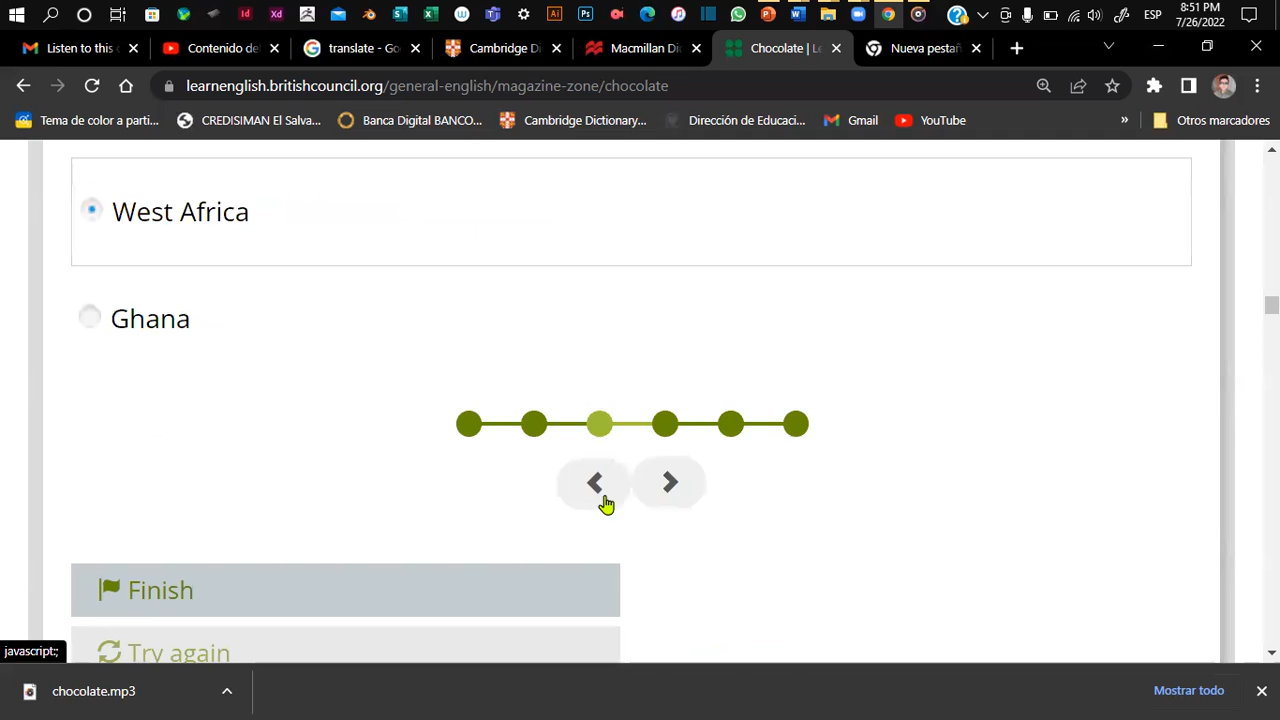 8:51 PM
ESP
7/26/2022
Listen to this
Contenido del
translate - Go
Cambridge Di
Macmillan Dic
Chocolate | Le
Nueva pestañ
learnenglish.britishcouncil.org/general-english/magazine-zone/chocolate
Tema de color a parti...
CREDISIMAN El Salva...
Banca Digital BANCO...
Cambridge Dictionary...
Dirección de Educaci...
Gmail
YouTube
»
Otros marcadores
West Africa
Ghana
Finish
Try again
javascript:;
chocolate.mp3
Mostrar todo